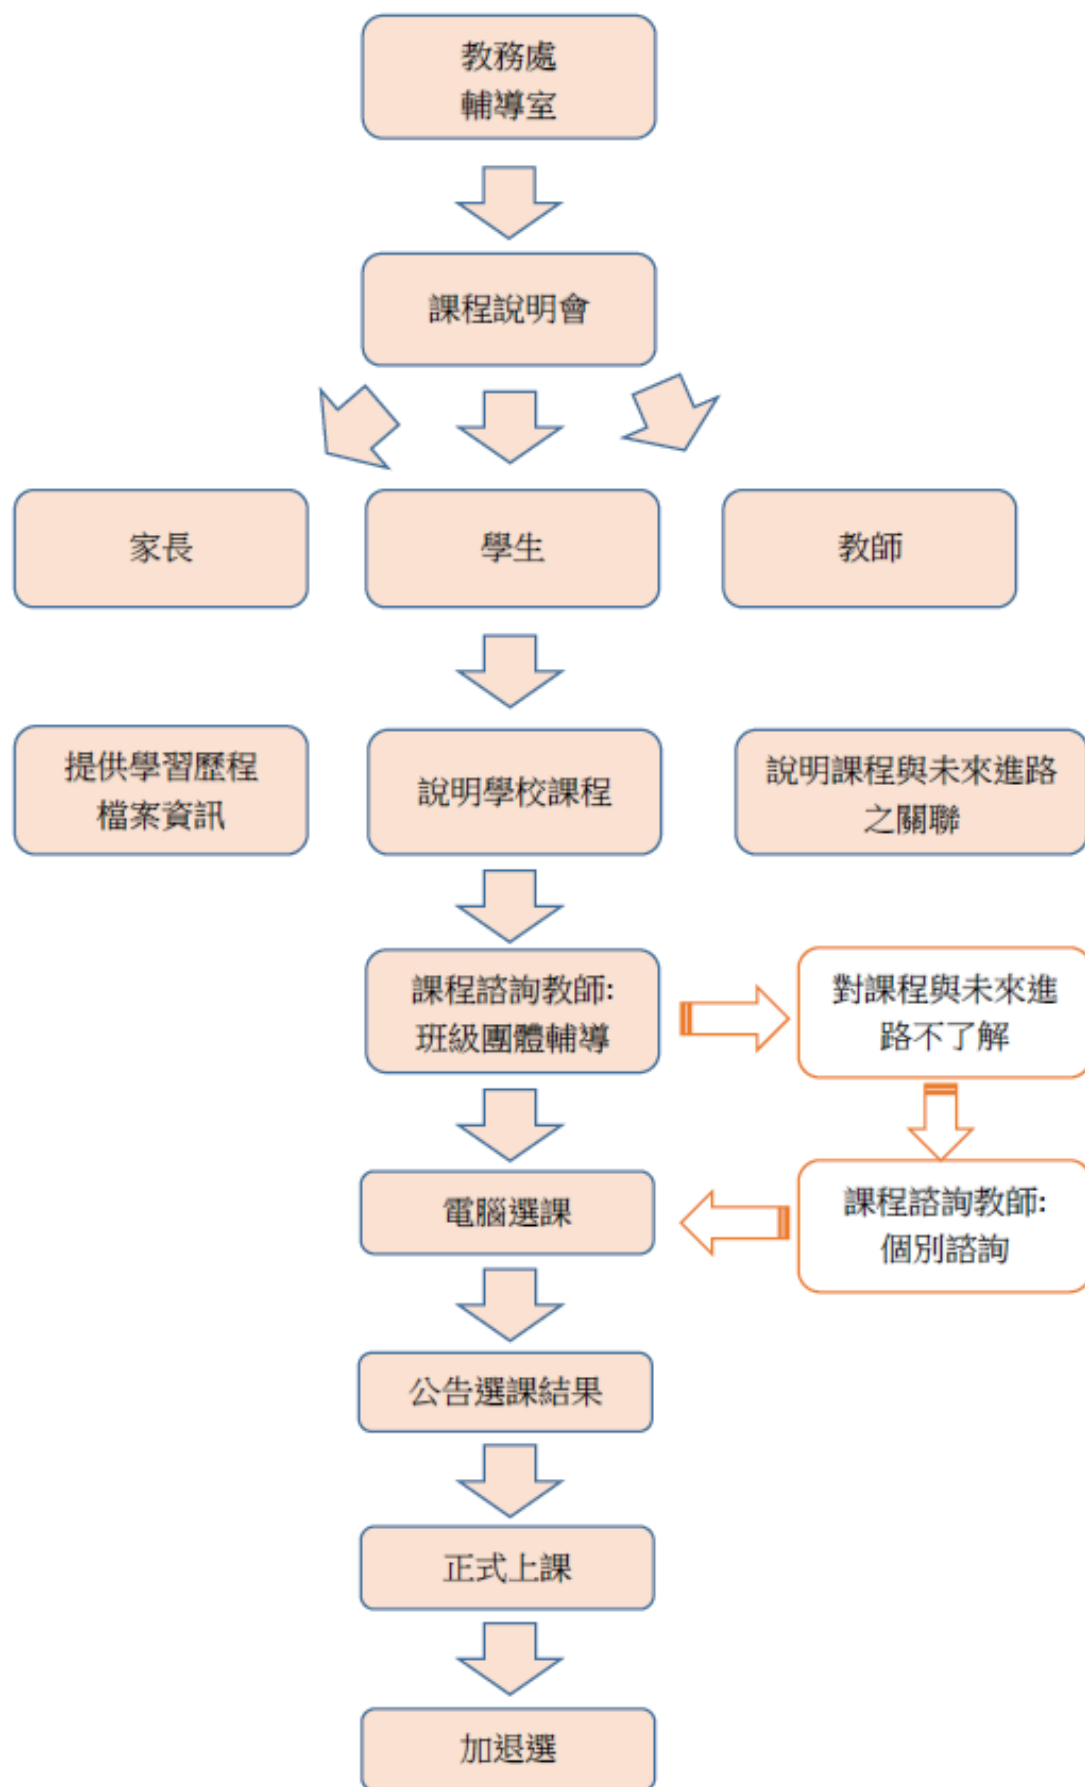 教務處
輔導室
課程說明會
家長
學生
教師
提供學習歷程
檔案資訊
說明學校課程
說明課程與未來進路
之關聯
課程諮詢教師:
班級團體輔導
對課程與未來進
路不了解
電腦選課
課程諮詢教師:
個別諮詢
公告選課結果
正式上課
加退選